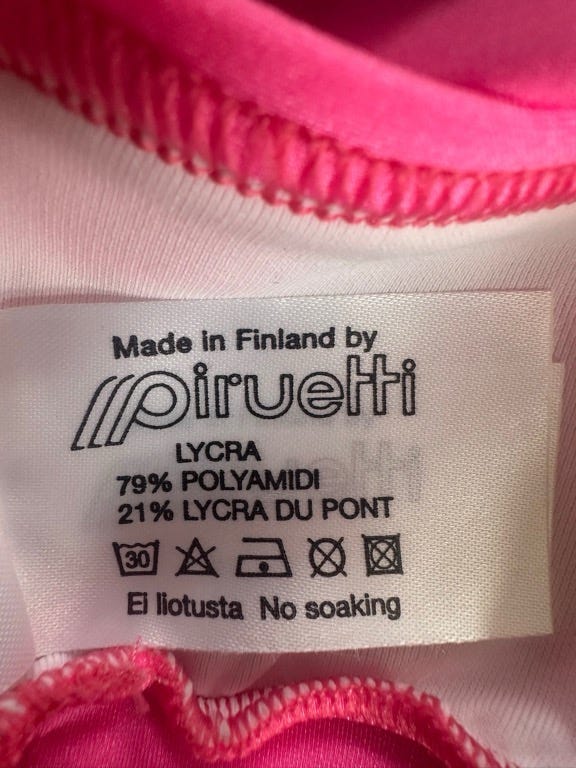 Made in Finland by
piruetti
LYCRA
79% POLYAMIDI
21% LYCRA DU PONT
30
Ei liotusta No soaking